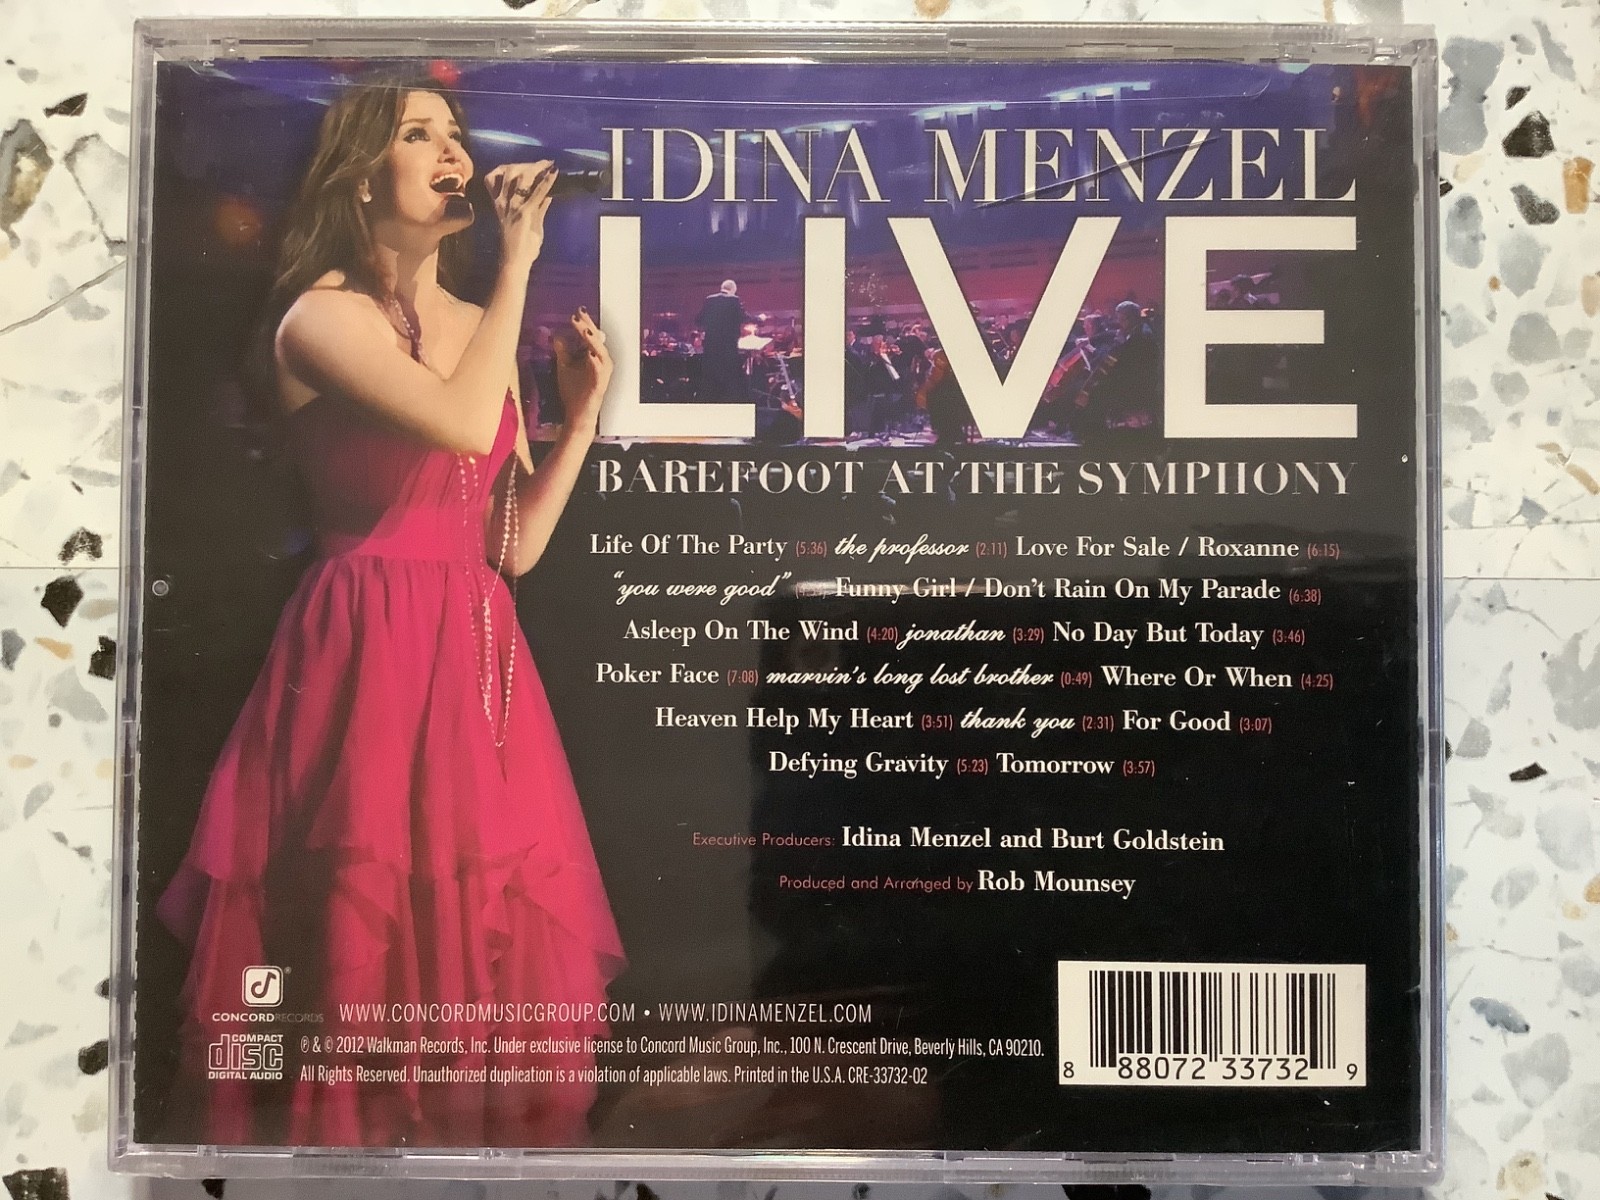 IDINA MENZEL
LIVE
BAREFOOT AT THE SYMPHONY
Life Of The Party (5:36) the professor (2:11) Love For Sale / Roxanne (6:15)
"you were good" Funny Girl / Don't Rain On My Parade (6:38)
Asleep On The Wind (4:20) jonathan (3:29) No Day But Today (3:46)
Poker Face (7:08) marvin's long lost brother (0:49) Where Or When (4:25)
Heaven Help My Heart (3:51) thank you (2:31) For Good (3:07)
Defying Gravity (5:23) Tomorrow (3:57)
Executive Producers: Idina Menzel and Burt Goldstein
Produced and Arranged by Rob Mounsey
CONCORD RECORDS
WWW.CONCORDMUSICGROUP.COM • WWW.IDINAMENZEL.COM
COMPACT
disc
DIGITAL AUDIO
℗ & © 2012 Walkman Records, Inc. Under exclusive license to Concord Music Group, Inc., 100 N. Crescent Drive, Beverly Hills, CA 90210.
All Rights Reserved. Unauthorized duplication is a violation of applicable laws. Printed in the U.S.A. CRE-33732-02
8 88072 33732 9